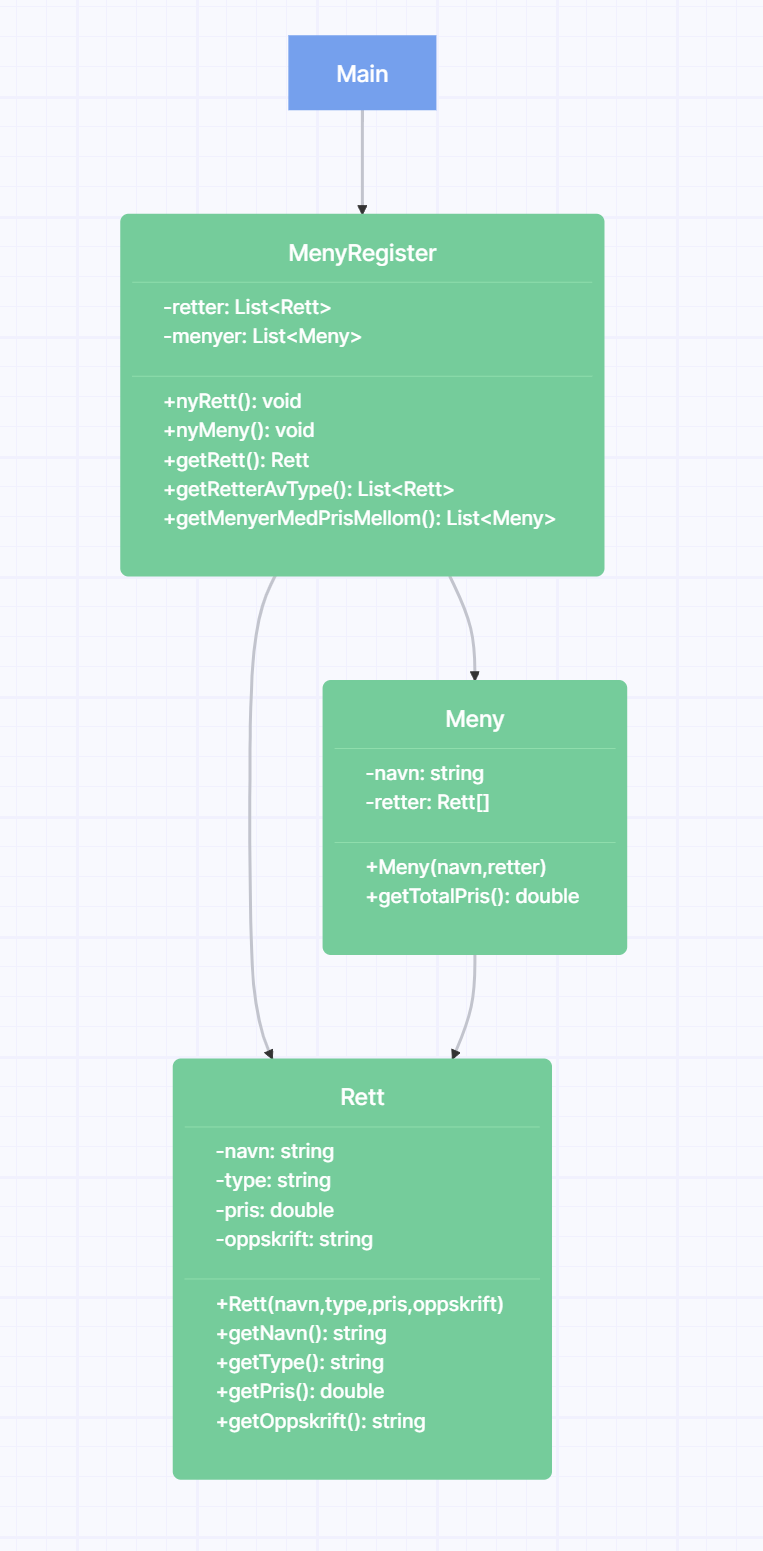 Main
MenyRegister
-retter: List<Rett>
-menyer: List<Meny>
+nyRett(): void
+nyMeny(): void
+getRett(): Rett
+getRetterAvType(): List<Rett>
+getMenyerMedPrisMellom(): List<Meny>
Meny
-navn: string
-retter: Rett[]
+Meny(navn,retter)
+getTotalPris(): double
Rett
-navn: string
-type: string
-pris: double
-oppskrift: string
+Rett(navn,type,pris,oppskrift)
+getNavn(): string
+getType(): string
+getPris(): double
+getOppskrift(): string